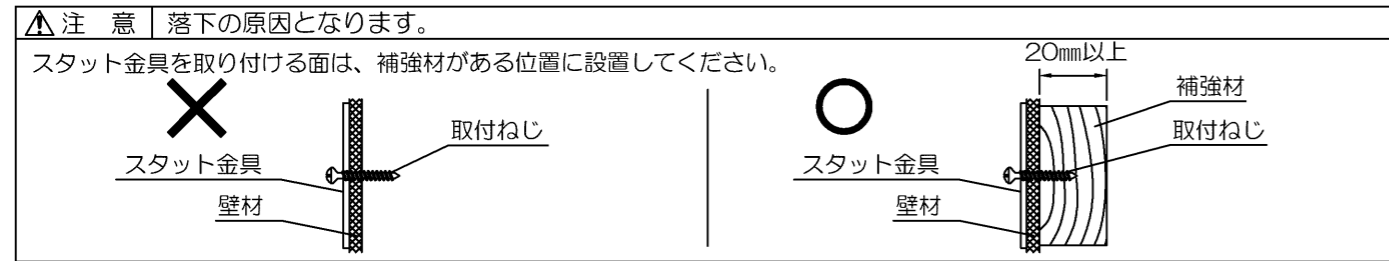 注 意 落下の原因となります。
スタット金具を取り付ける面は、補強材がある位置に設置してください。
取付ねじ
スタット金具
壁材
20㎜以上
補強材
取付ねじ
スタット金具
壁材